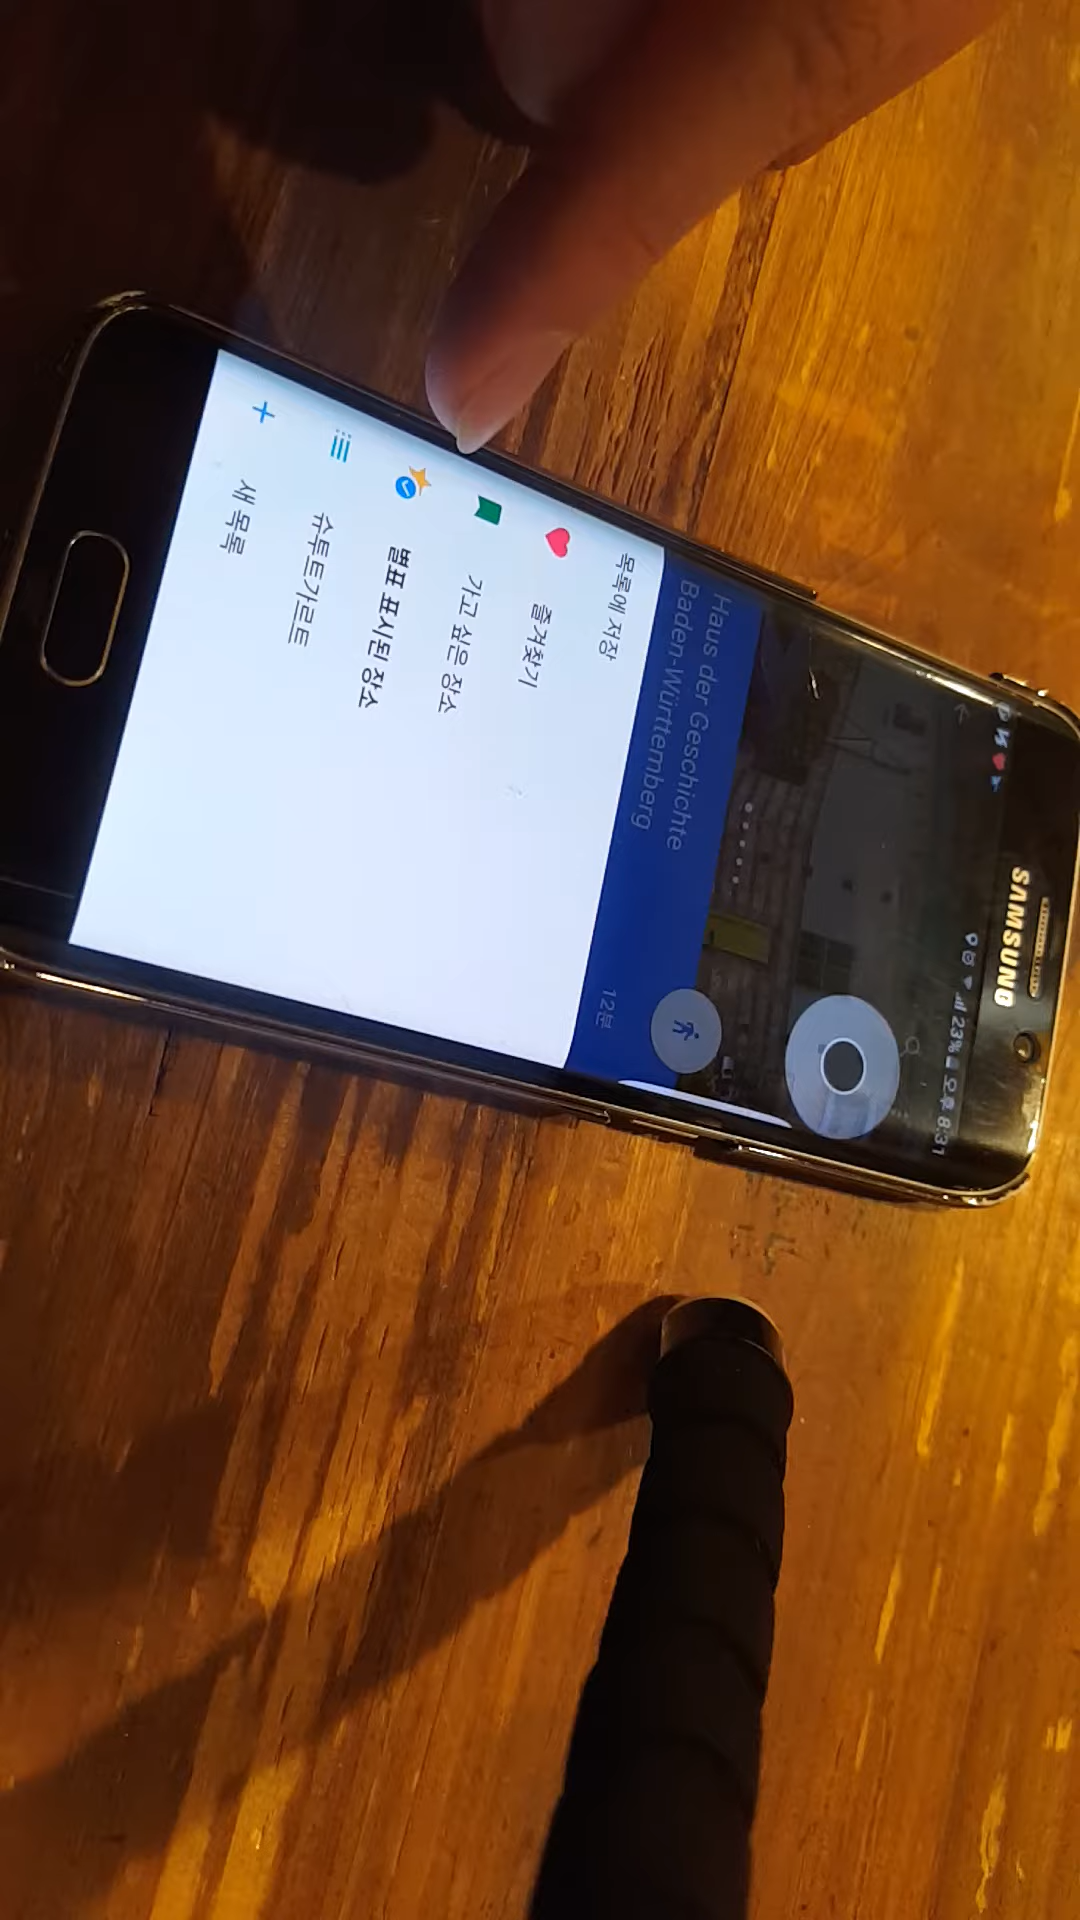 SAMSUNG
23% 오후 8:31
Haus der Geschichte
Baden-Württemberg
12분
목록에 저장
즐겨찾기
가고 싶은 장소
별표 표시된 장소
슈투트가르트
새 목록